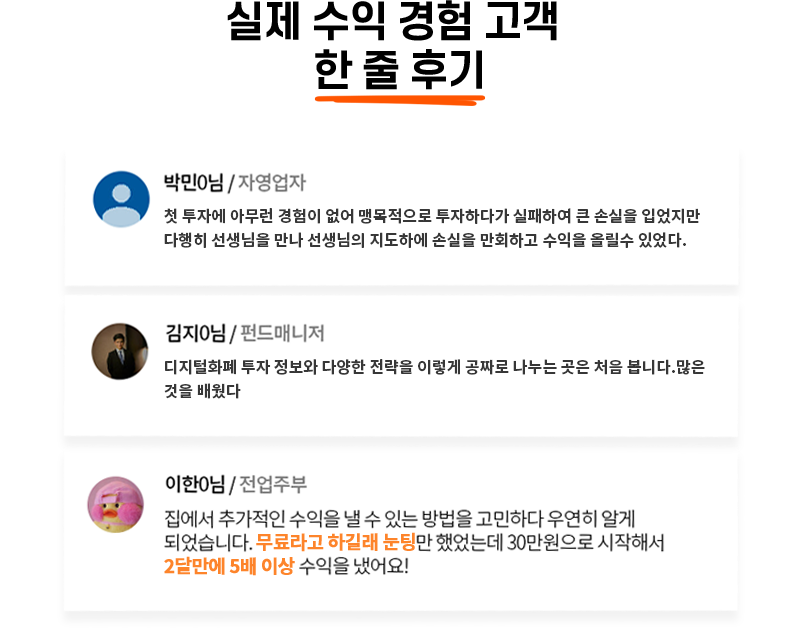 실제 수익 경험 고객
한 줄 후기
박민0님 / 자영업자
첫 투자에 아무런 경험이 없어 맹목적으로 투자하다가 실패하여 큰 손실을 입었지만
다행히 선생님을 만나 선생님의 지도하에 손실을 만회하고 수익을 올릴수 있었다.
김지0님 / 펀드매니저
디지털화폐 투자 정보와 다양한 전략을 이렇게 공짜로 나누는 곳은 처음 봅니다.많은
것을 배웠다
이한0님 / 전업주부
집에서 추가적인 수익을 낼 수 있는 방법을 고민하다 우연히 알게
되었습니다. 무료라고 하길래 눈팅만 했었는데 30만원으로 시작해서
2달만에 5배 이상 수익을 냈어요!